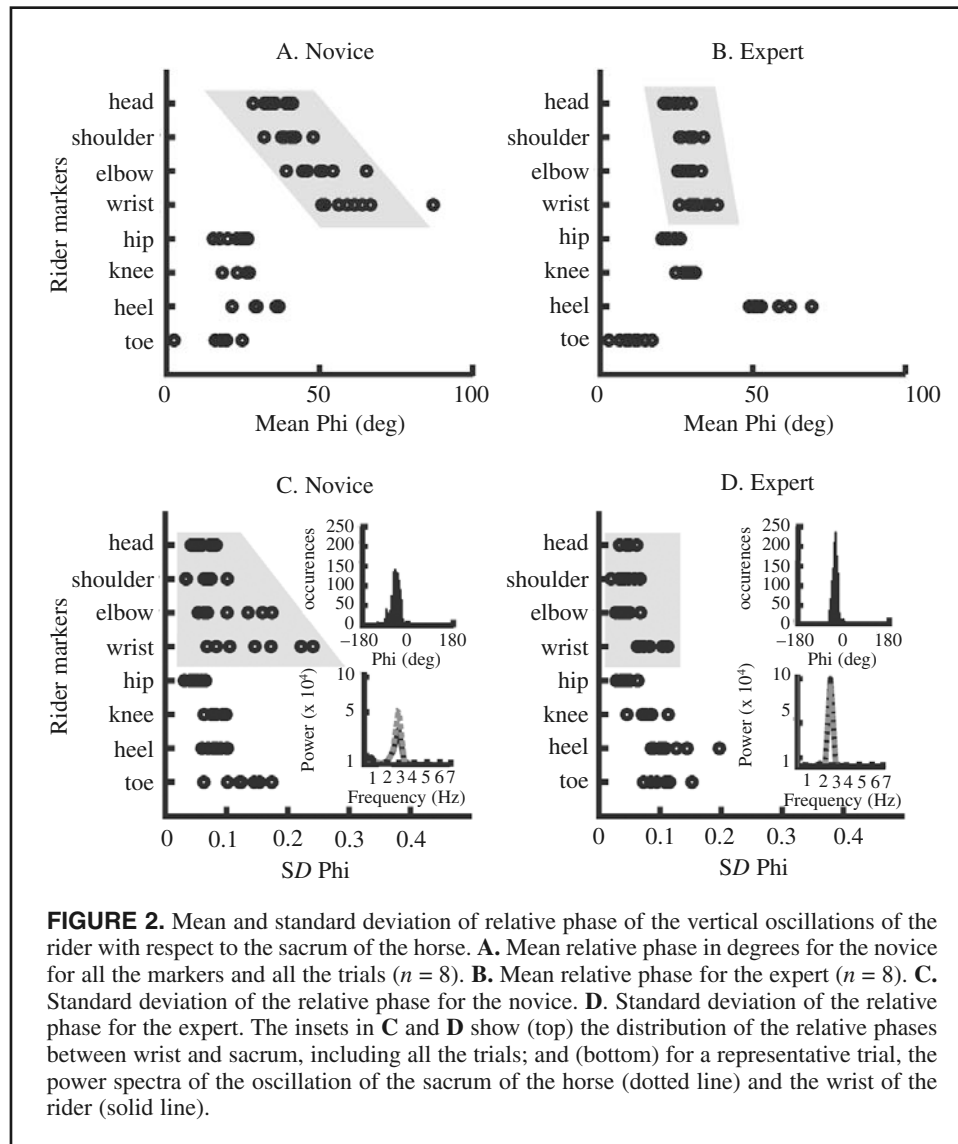 A. Novice
B. Expert
Rider markers
head
shoulder
elbow
wrist
hip
knee
heel
toe
0 50 100
Mean Phi (deg)
Rider markers
head
shoulder
elbow
wrist
hip
knee
heel
toe
0 50 100
Mean Phi (deg)
C. Novice
D. Expert
Rider markers
head
shoulder
elbow
wrist
hip
knee
heel
toe
0 0.1 0.2 0.3 0.4
SD Phi
occurences
250
200
150
100
50
0
−180 0 180
Phi (deg)
Power (x 10⁴)
10
5
1
1 2 3 4 5 6 7
Frequency (Hz)
Rider markers
head
shoulder
elbow
wrist
hip
knee
heel
toe
0 0.1 0.2 0.3 0.4
SD Phi
occurences
250
200
150
100
50
0
−180 0 180
Phi (deg)
Power (x 10⁴)
10
5
1
1 2 3 4 5 6 7
Frequency (Hz)
FIGURE 2. Mean and standard deviation of relative phase of the vertical oscillations of the
rider with respect to the sacrum of the horse. A. Mean relative phase in degrees for the novice
for all the markers and all the trials (n = 8). B. Mean relative phase for the expert (n = 8). C.
Standard deviation of the relative phase for the novice. D. Standard deviation of the relative
phase for the expert. The insets in C and D show (top) the distribution of the relative phases
between wrist and sacrum, including all the trials; and (bottom) for a representative trial, the
power spectra of the oscillation of the sacrum of the horse (dotted line) and the wrist of the
rider (solid line).